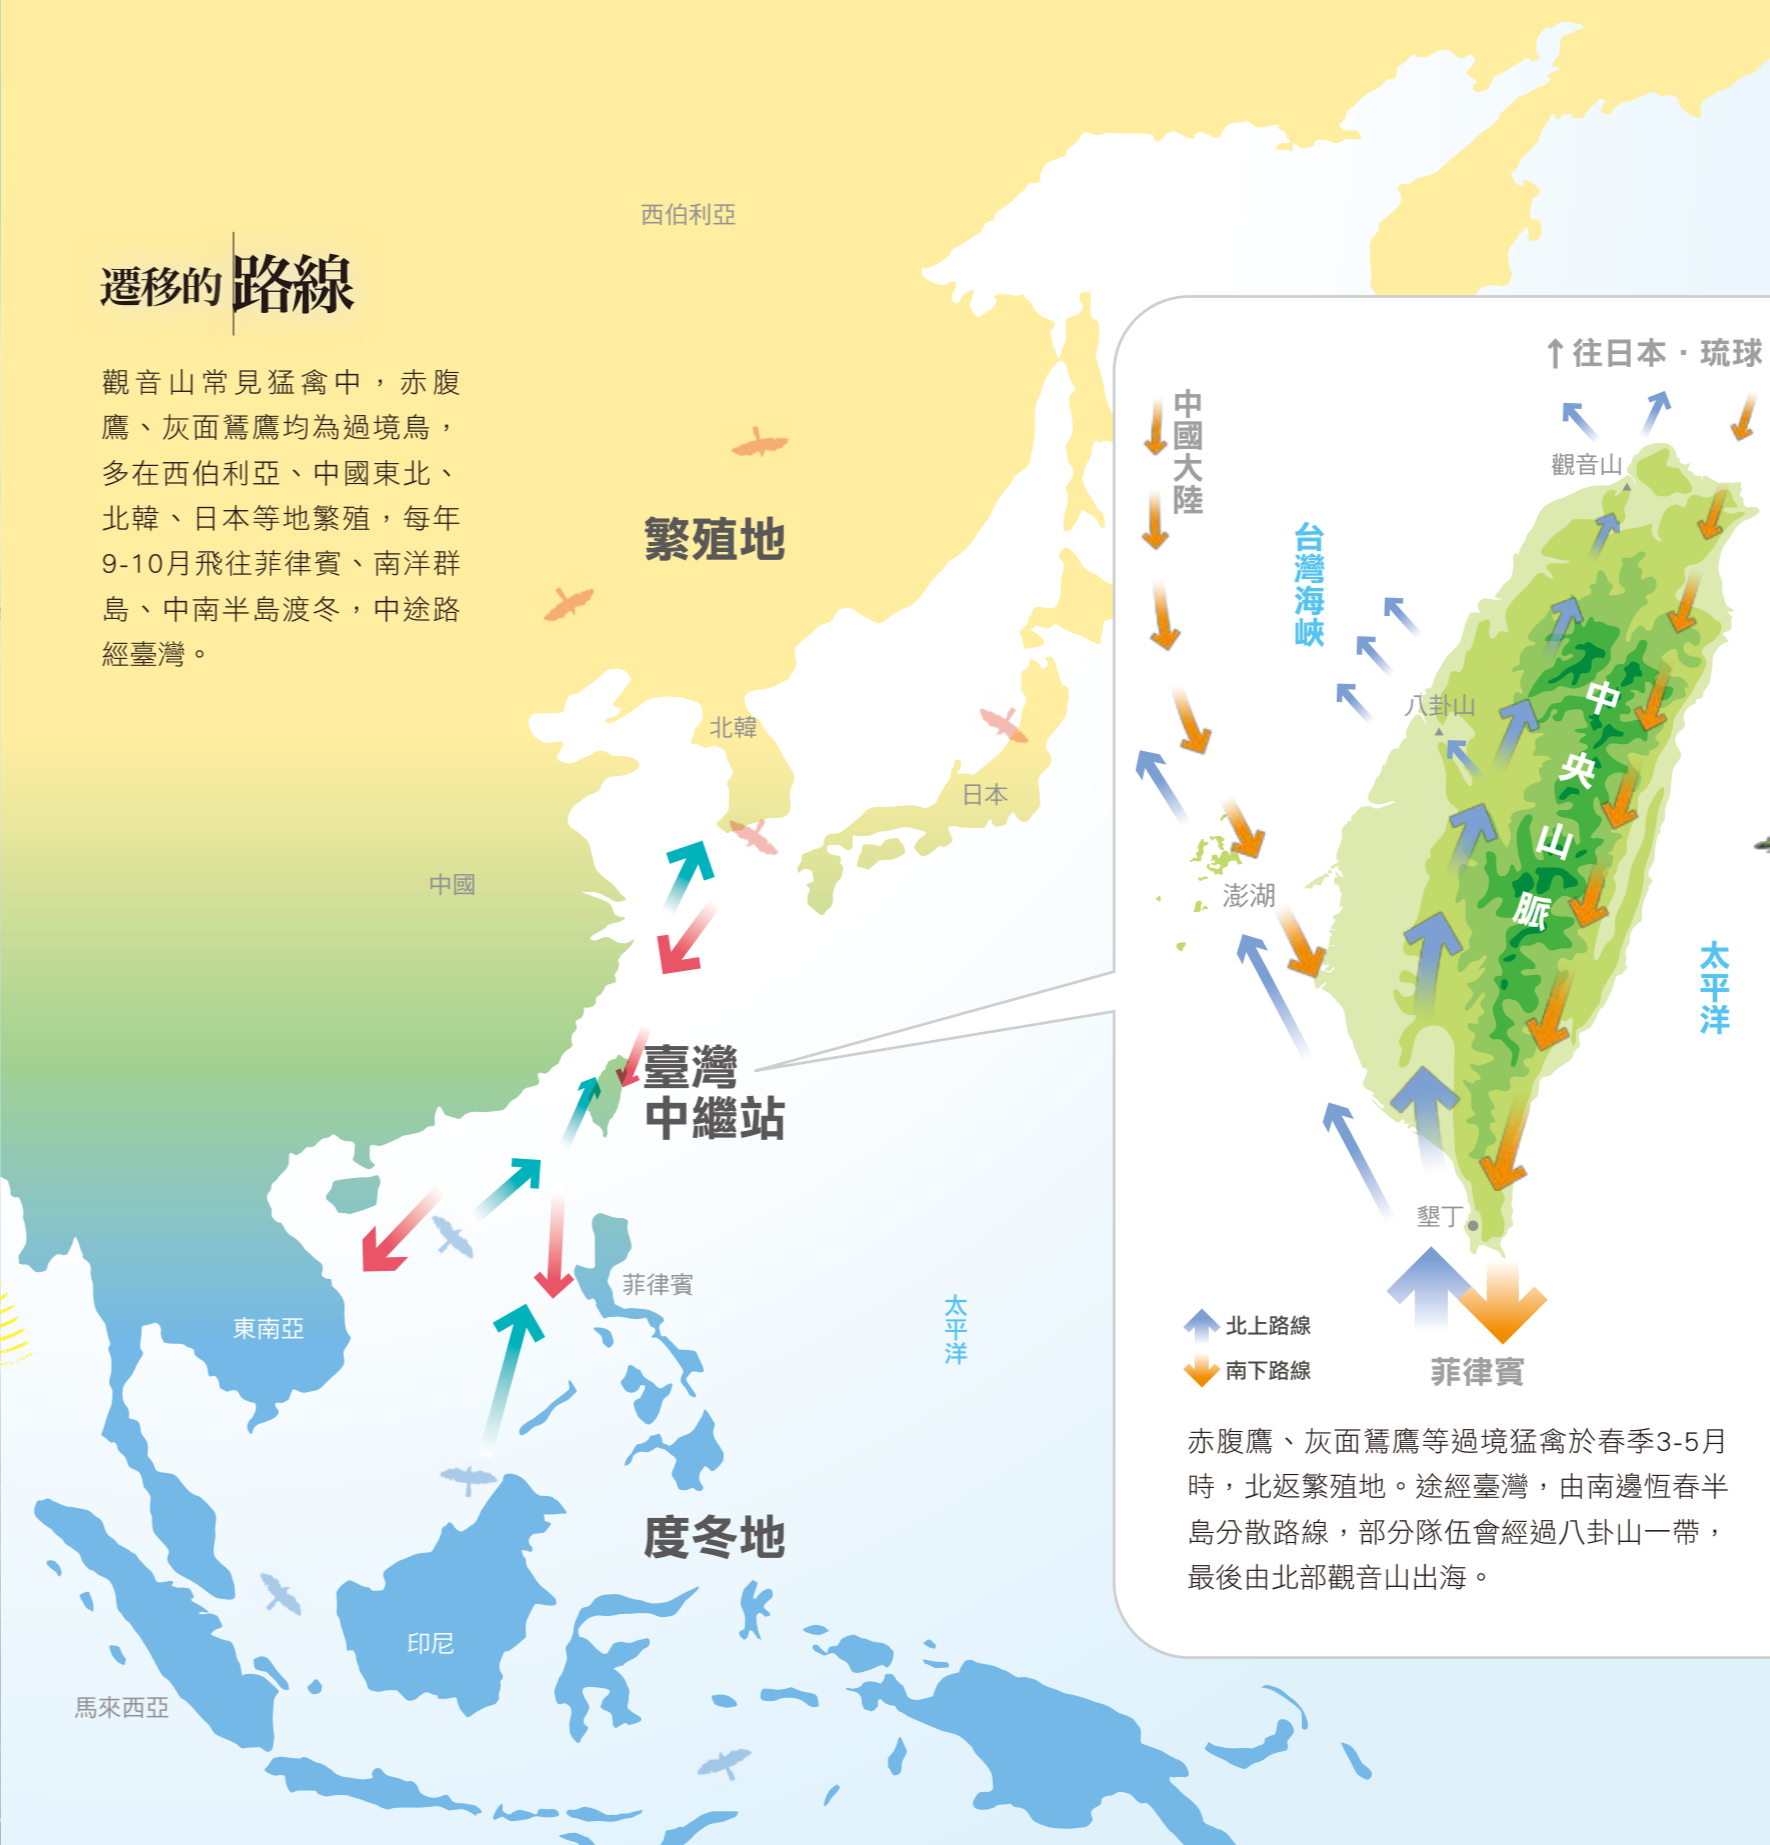 遷移的路線
觀音山常見猛禽中，赤腹
鷹、灰面鵟鷹均為過境鳥，
多在西伯利亞、中國東北、
北韓、日本等地繁殖，每年
9-10月飛往菲律賓、南洋群
島、中南半島渡冬，中途路
經臺灣。
西伯利亞
繁殖地
北韓
日本
中國
臺灣
中繼站
菲律賓
東南亞
太平洋
度冬地
印尼
馬來西亞
↑往日本・琉球
中國大陸
觀音山
台灣海峽
八卦山
中央山脈
澎湖
太平洋
墾丁
北上路線
南下路線
菲律賓
赤腹鷹、灰面鵟鷹等過境猛禽於春季3-5月
時，北返繁殖地。途經臺灣，由南邊恆春半
島分散路線，部分隊伍會經過八卦山一帶，
最後由北部觀音山出海。